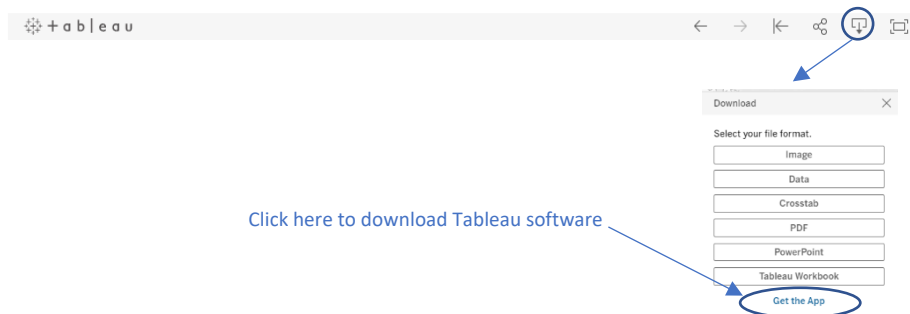 + a b | e a u
Download
Select your file format.
Image
Data
Crosstab
PDF
Click here to download Tableau software
PowerPoint
Tableau Workbook
Get the App